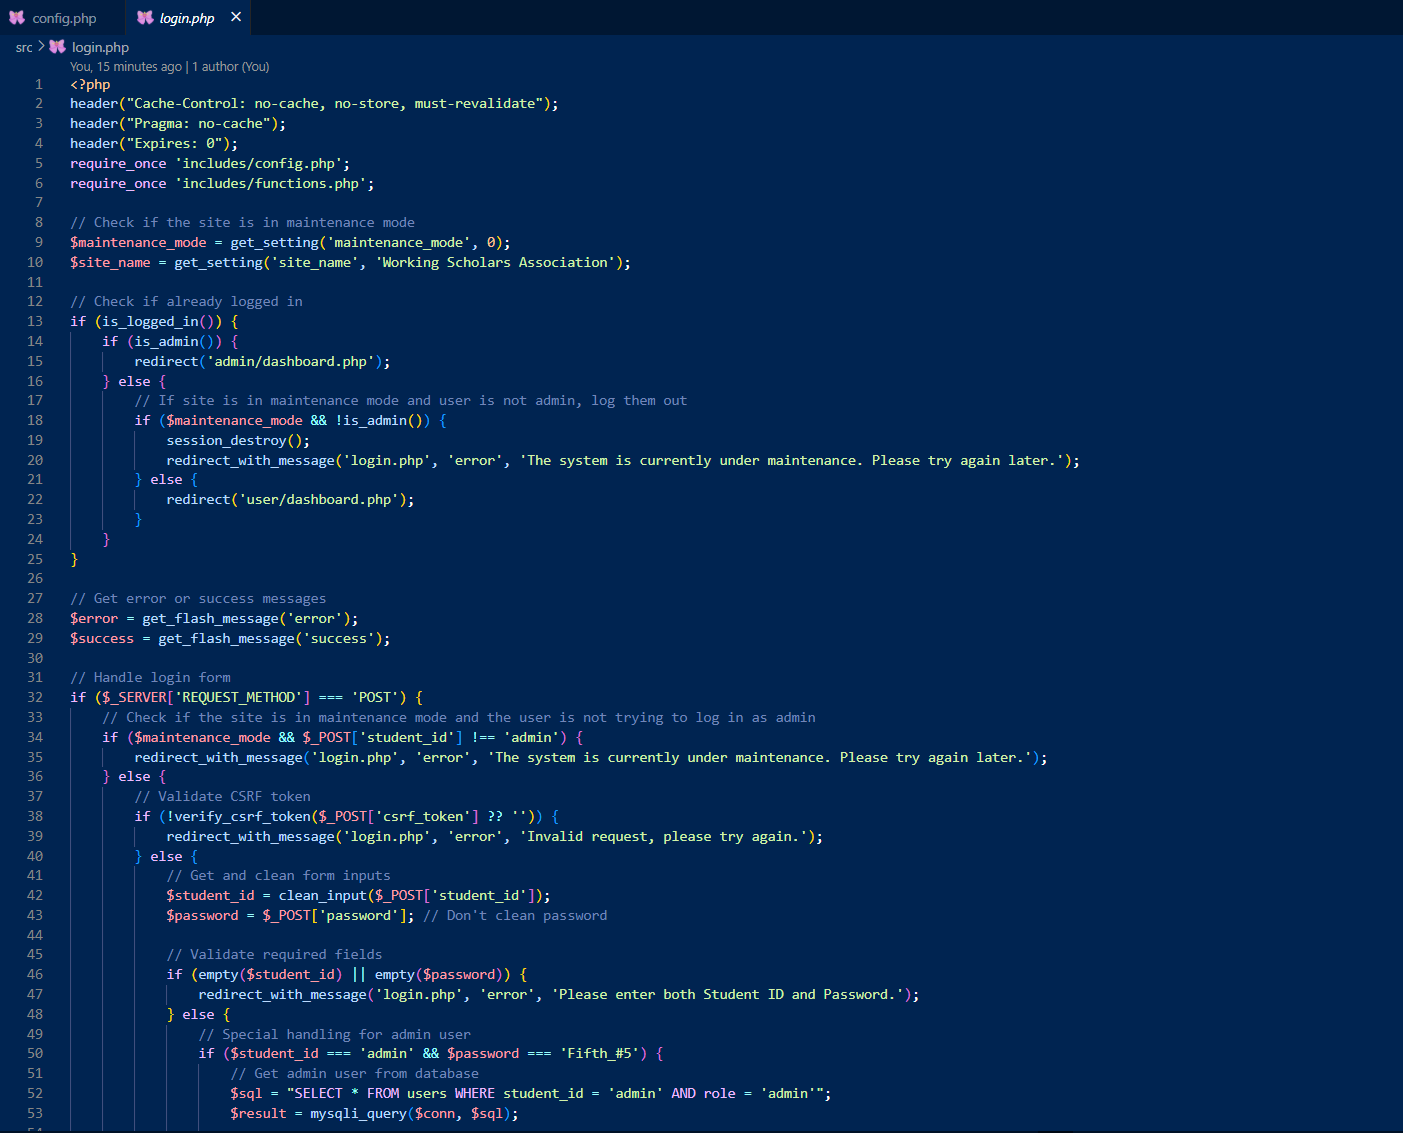 config.php login.php ×
src > login.php
You, 15 minutes ago | 1 author (You)
1 <?php
2 header("Cache-Control: no-cache, no-store, must-revalidate");
3 header("Pragma: no-cache");
4 header("Expires: 0");
5 require_once 'includes/config.php';
6 require_once 'includes/functions.php';
7
8 // Check if the site is in maintenance mode
9 $maintenance_mode = get_setting('maintenance_mode', 0);
10 $site_name = get_setting('site_name', 'Working Scholars Association');
11
12 // Check if already logged in
13 if (is_logged_in()) {
14     if (is_admin()) {
15         redirect('admin/dashboard.php');
16     } else {
17         // If site is in maintenance mode and user is not admin, log them out
18         if ($maintenance_mode && !is_admin()) {
19             session_destroy();
20             redirect_with_message('login.php', 'error', 'The system is currently under maintenance. Please try again later.');
21         } else {
22             redirect('user/dashboard.php');
23         }
24     }
25 }
26
27 // Get error or success messages
28 $error = get_flash_message('error');
29 $success = get_flash_message('success');
30
31 // Handle login form
32 if ($_SERVER['REQUEST_METHOD'] === 'POST') {
33     // Check if the site is in maintenance mode and the user is not trying to log in as admin
34     if ($maintenance_mode && $_POST['student_id'] !== 'admin') {
35         redirect_with_message('login.php', 'error', 'The system is currently under maintenance. Please try again later.');
36     } else {
37         // Validate CSRF token
38         if (!verify_csrf_token($_POST['csrf_token'] ?? '')) {
39             redirect_with_message('login.php', 'error', 'Invalid request, please try again.');
40         } else {
41             // Get and clean form inputs
42             $student_id = clean_input($_POST['student_id']);
43             $password = $_POST['password']; // Don't clean password
44
45             // Validate required fields
46             if (empty($student_id) || empty($password)) {
47                 redirect_with_message('login.php', 'error', 'Please enter both Student ID and Password.');
48             } else {
49                 // Special handling for admin user
50                 if ($student_id === 'admin' && $password === 'Fifth_#5') {
51                     // Get admin user from database
52                     $sql = "SELECT * FROM users WHERE student_id = 'admin' AND role = 'admin'";
53                     $result = mysqli_query($conn, $sql);